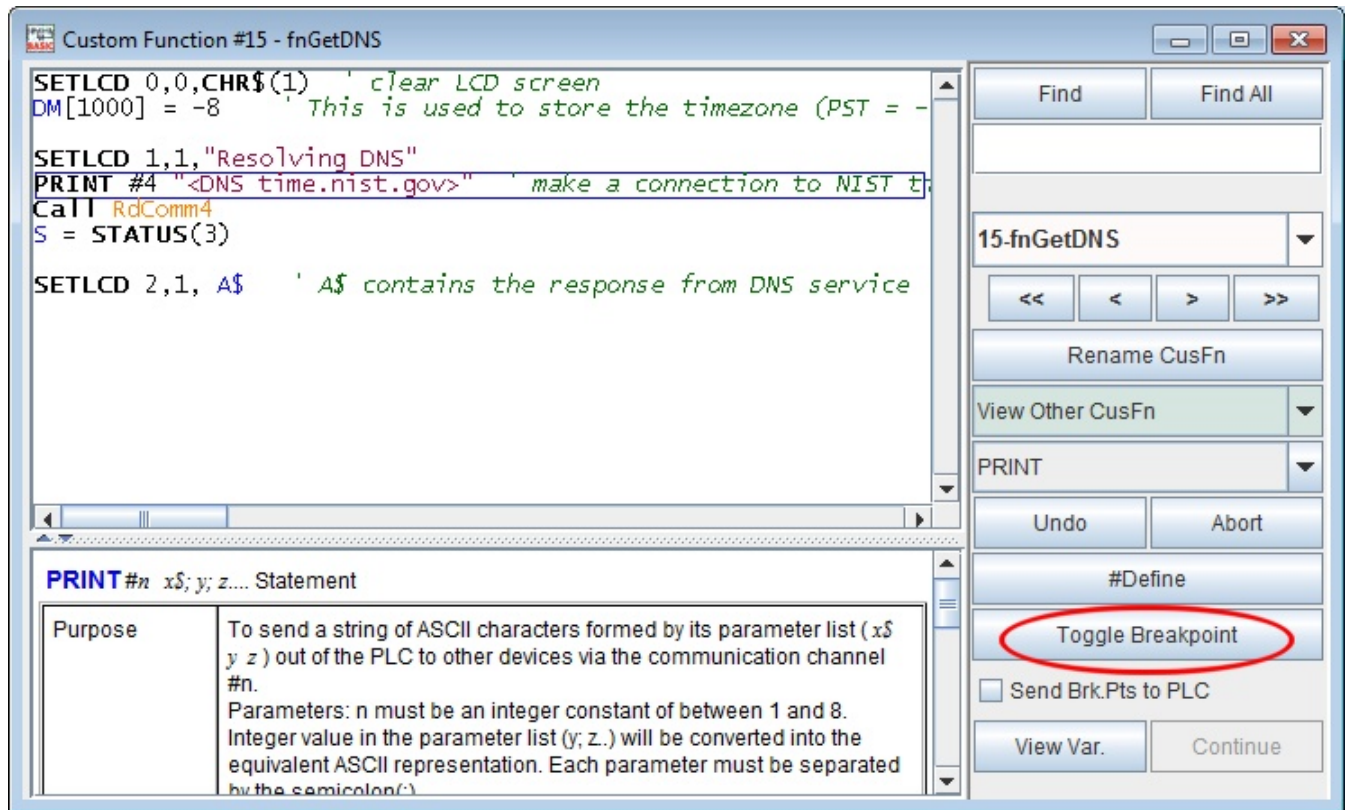 Custom Function #15 - fnGetDNS
SETLCD 0,0,CHR$(1) ' clear LCD screen
DM[1000] = -8 ' This is used to store the timezone (PST = -
SETLCD 1,1,"Resolving DNS"
PRINT #4 "<DNS time.nist.gov>" ' make a connection to NIST
Call RdComm4
S = STATUS(3)
SETLCD 2,1, A$ ' A$ contains the response from DNS service
PRINT #n x$; y; z.... Statement
Purpose
To send a string of ASCII characters formed by its parameter list ( x$
y z ) out of the PLC to other devices via the communication channel
#n.
Parameters: n must be an integer constant of between 1 and 8.
Integer value in the parameter list (y; z..) will be converted into the
equivalent ASCII representation. Each parameter must be separated
by the semicolon(;)
Find
Find All
15-fnGetDNS
<<
<
>
>>
Rename CusFn
View Other CusFn
PRINT
Undo
Abort
#Define
Toggle Breakpoint
Send Brk.Pts to PLC
View Var.
Continue